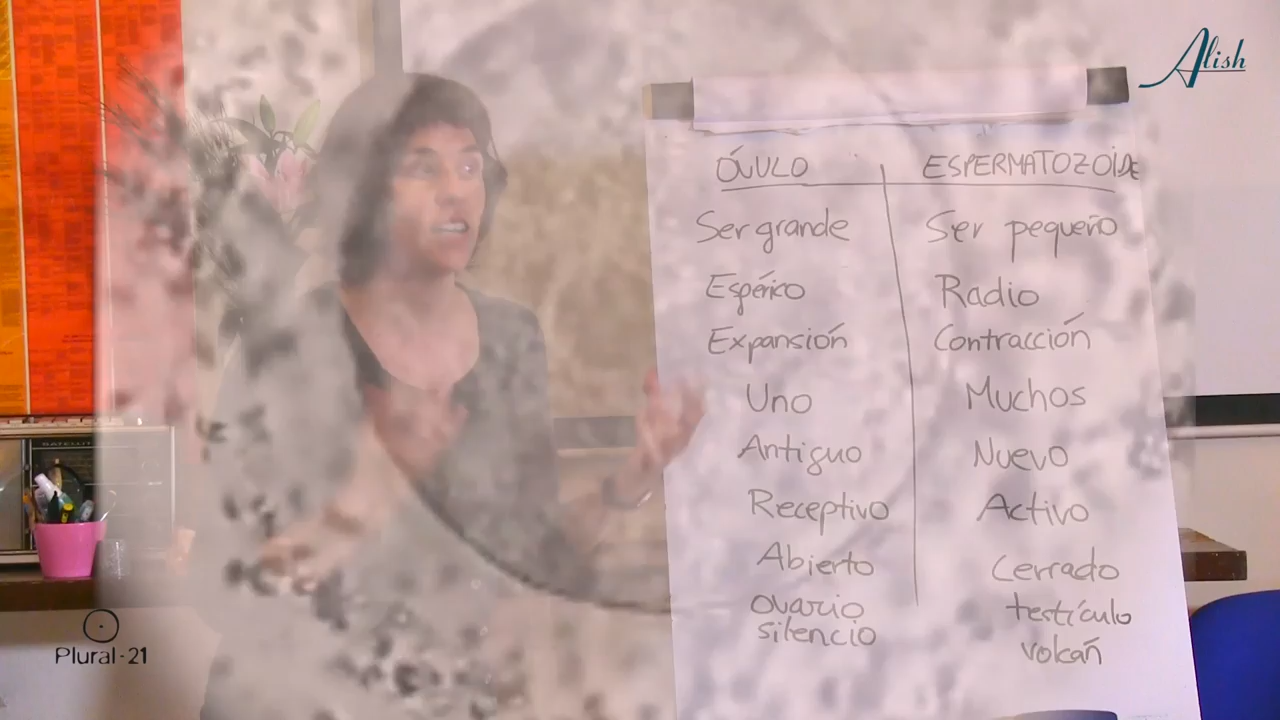 Alish
ÓVULO ESPERMATOZOIDE
Ser grande Ser pequeño
Esférico Radio
Expansión Contracción
Uno Muchos
Antiguo Nuevo
Receptivo Activo
Abierto Cerrado
ovario testículo
silencio volcán
Plural-21